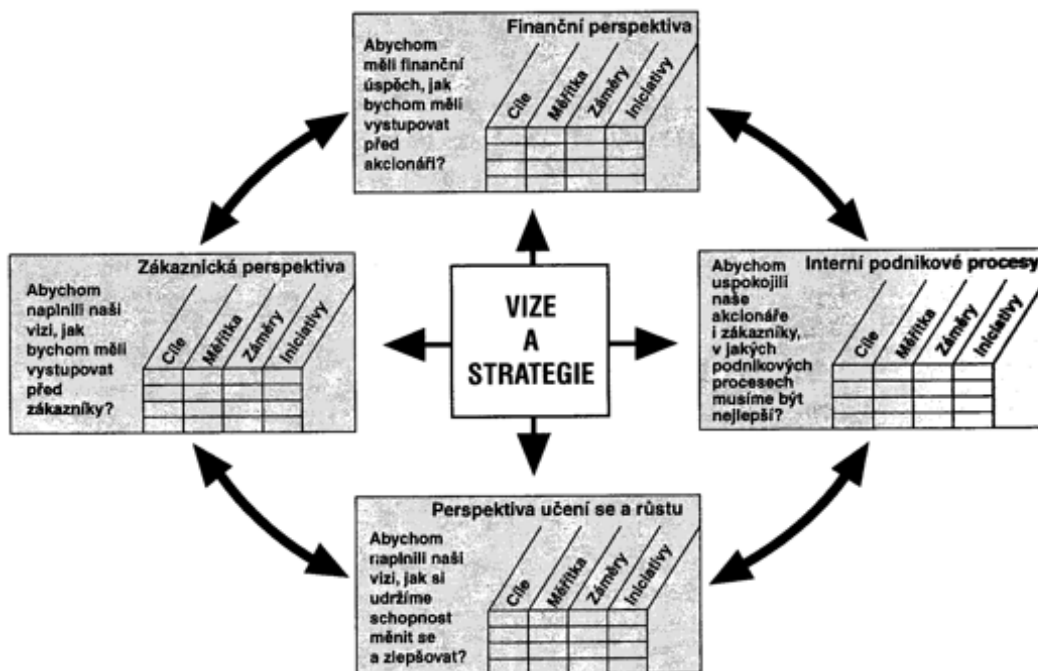 Finanční perspektiva
Abychom
měli finanční
úspěch, jak
bychom měli
vystupovat
před
akcionáři?
Cíle
Měřítka
Záměry
Iniciativy
Zákaznická perspektiva
Abychom
naplnili naši
vizi, jak
bychom měli
vystupovat
před
zákazníky?
Cíle
Měřítka
Záměry
Iniciativy
VIZE
A
STRATEGIE
Interní podnikové procesy
Abychom
uspokojili
naše
akcionáře
i zákazníky,
v jakých
podnikových
procesech
musíme být
nejlepší?
Cíle
Měřítka
Záměry
Iniciativy
Perspektiva učení se a růstu
Abychom
naplnili naši
vizi, jak si
udržíme
schopnost
měnit se
a zlepšovat?
Cíle
Měřítka
Záměry
Iniciativy